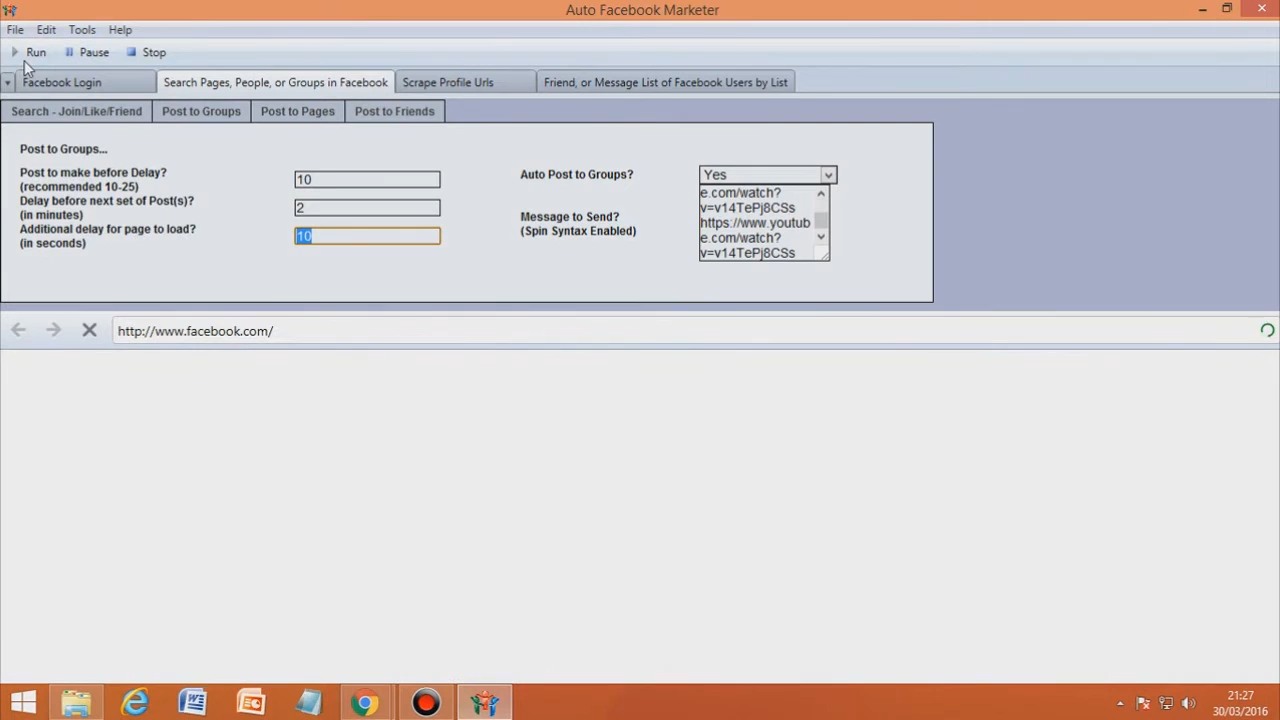 Auto Facebook Marketer
File Edit Tools Help
Run Pause Stop
Facebook Login Search Pages, People, or Groups in Facebook Scrape Profile Urls Friend, or Message List of Facebook Users by List
Search - Join/Like/Friend Post to Groups Post to Pages Post to Friends
Post to Groups...
Post to make before Delay?
(recommended 10-25)
10
Delay before next set of Post(s)?
(in minutes)
2
Additional delay for page to load?
(in seconds)
10
Auto Post to Groups?
Yes
Message to Send?
(Spin Syntax Enabled)
e.com/watch?
v=v14TePj8CSs
https://www.youtub
e.com/watch?
v=v14TePj8CSs
http://www.facebook.com/
21:27
30/03/2016